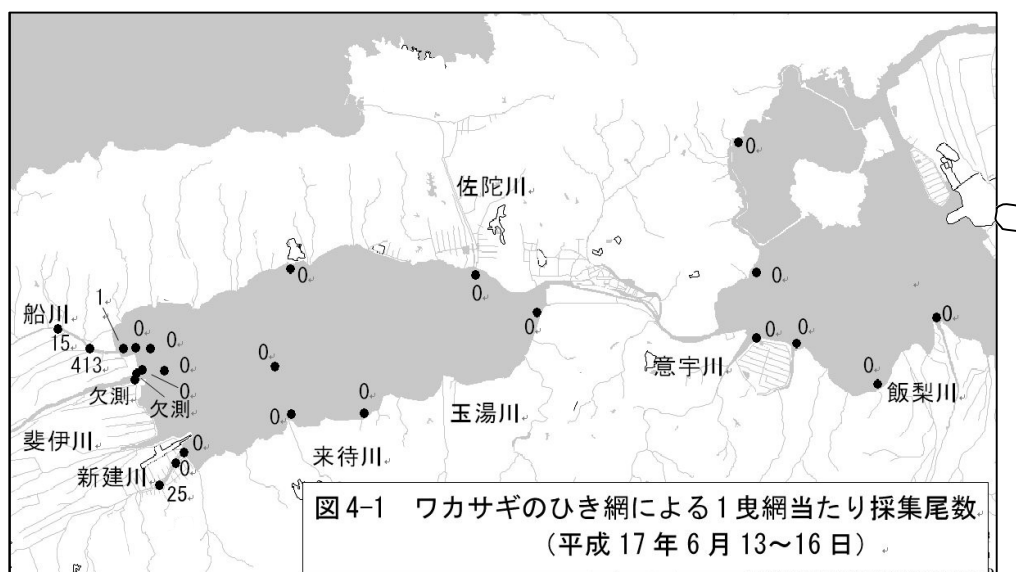 佐陀川
0
0
0
0
船川
1
0
0
0
0
15
413
0
0
0
0
0
意宇川
0
飯梨川
欠測
欠測
0
0
玉湯川
斐伊川
0
来待川
新建川
0
25
図4-1 ワカサギのひき網による1曳網当たり採集尾数
(平成17年6月13～16日)